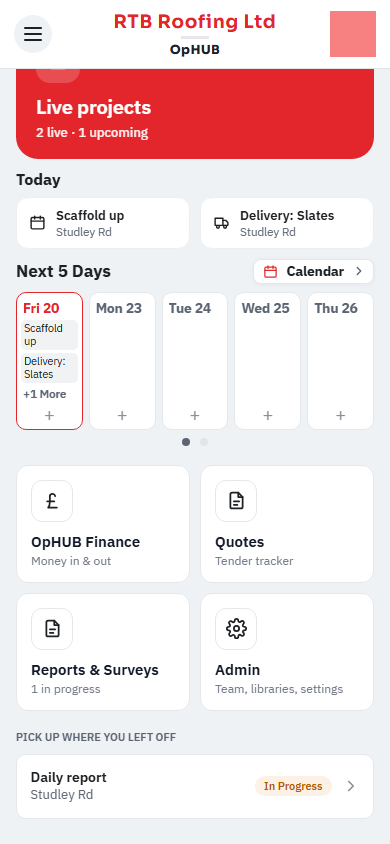 RTB Roofing Ltd
OpHUB
Live projects
2 live · 1 upcoming
Today
Scaffold up
Studley Rd
Delivery: Slates
Studley Rd
Next 5 Days
Calendar
Fri 20
Scaffold
up
Delivery:
Slates
+1 More
+
Mon 23
+
Tue 24
+
Wed 25
+
Thu 26
+
£
OpHUB Finance
Money in & out
Quotes
Tender tracker
Reports & Surveys
1 in progress
Admin
Team, libraries, settings
PICK UP WHERE YOU LEFT OFF
Daily report
Studley Rd
In Progress